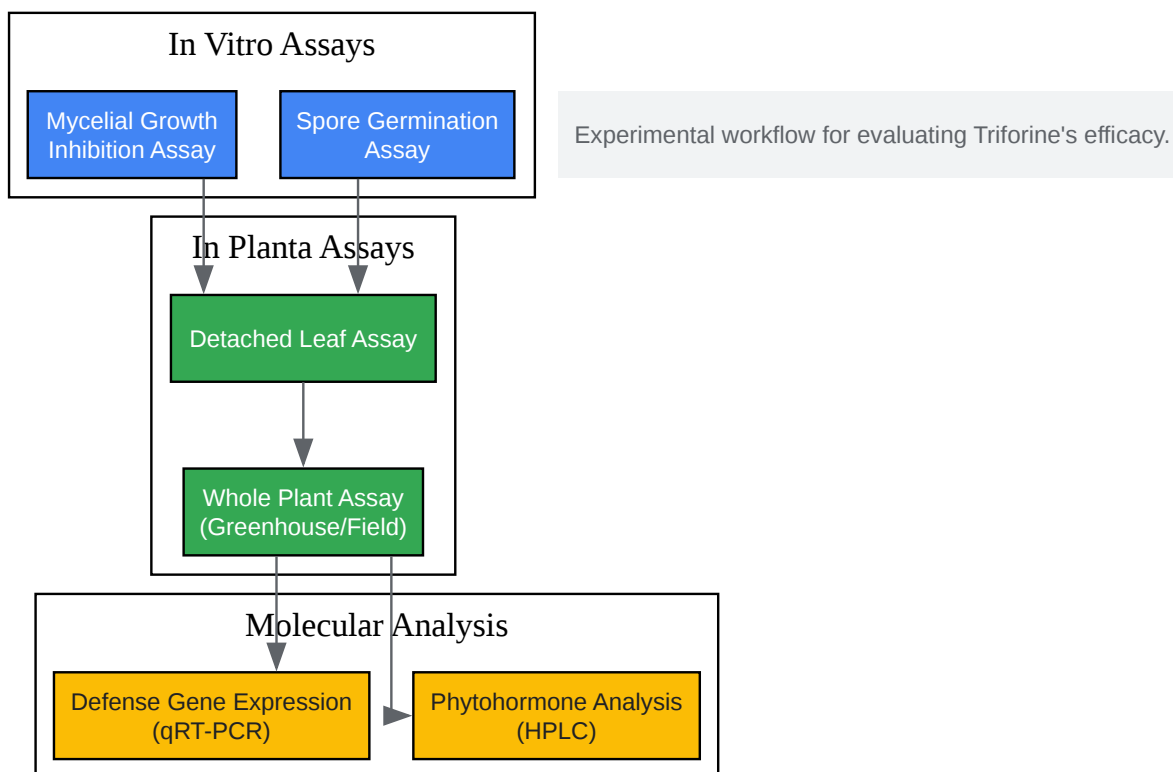 In Vitro Assays
Mycelial Growth
Inhibition Assay
Spore Germination
Assay
Experimental workflow for evaluating Triforine's efficacy.
In Planta Assays
Detached Leaf Assay
Whole Plant Assay
(Greenhouse/Field)
Molecular Analysis
Defense Gene Expression
(qRT-PCR)
Phytohormone Analysis
(HPLC)